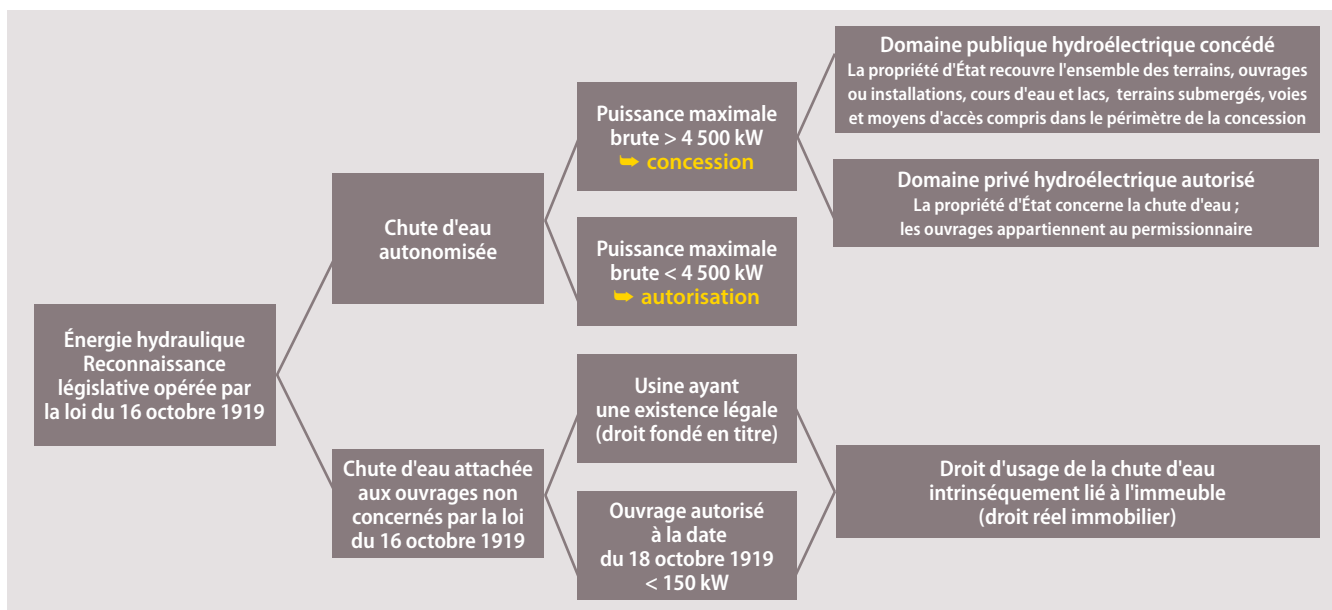 Énergie hydraulique
Reconnaissance
législative opérée par
la loi du 16 octobre 1919
Chute d'eau
autonomisée
Chute d'eau attachée
aux ouvrages non
concernés par la loi
du 16 octobre 1919
Puissance maximale
brute > 4 500 kW
➥ concession
Puissance maximale
brute < 4 500 kW
➥ autorisation
Usine ayant
une existence légale
(droit fondé en titre)
Ouvrage autorisé
à la date
du 18 octobre 1919
< 150 kW
Domaine publique hydroélectrique concédé
La propriété d'État recouvre l'ensemble des terrains, ouvrages
ou installations, cours d'eau et lacs, terrains submergés, voies
et moyens d'accès compris dans le périmètre de la concession
Domaine privé hydroélectrique autorisé
La propriété d'État concerne la chute d'eau ;
les ouvrages appartiennent au permissionnaire
Droit d'usage de la chute d'eau
intrinséquement lié à l'immeuble
(droit réel immobilier)